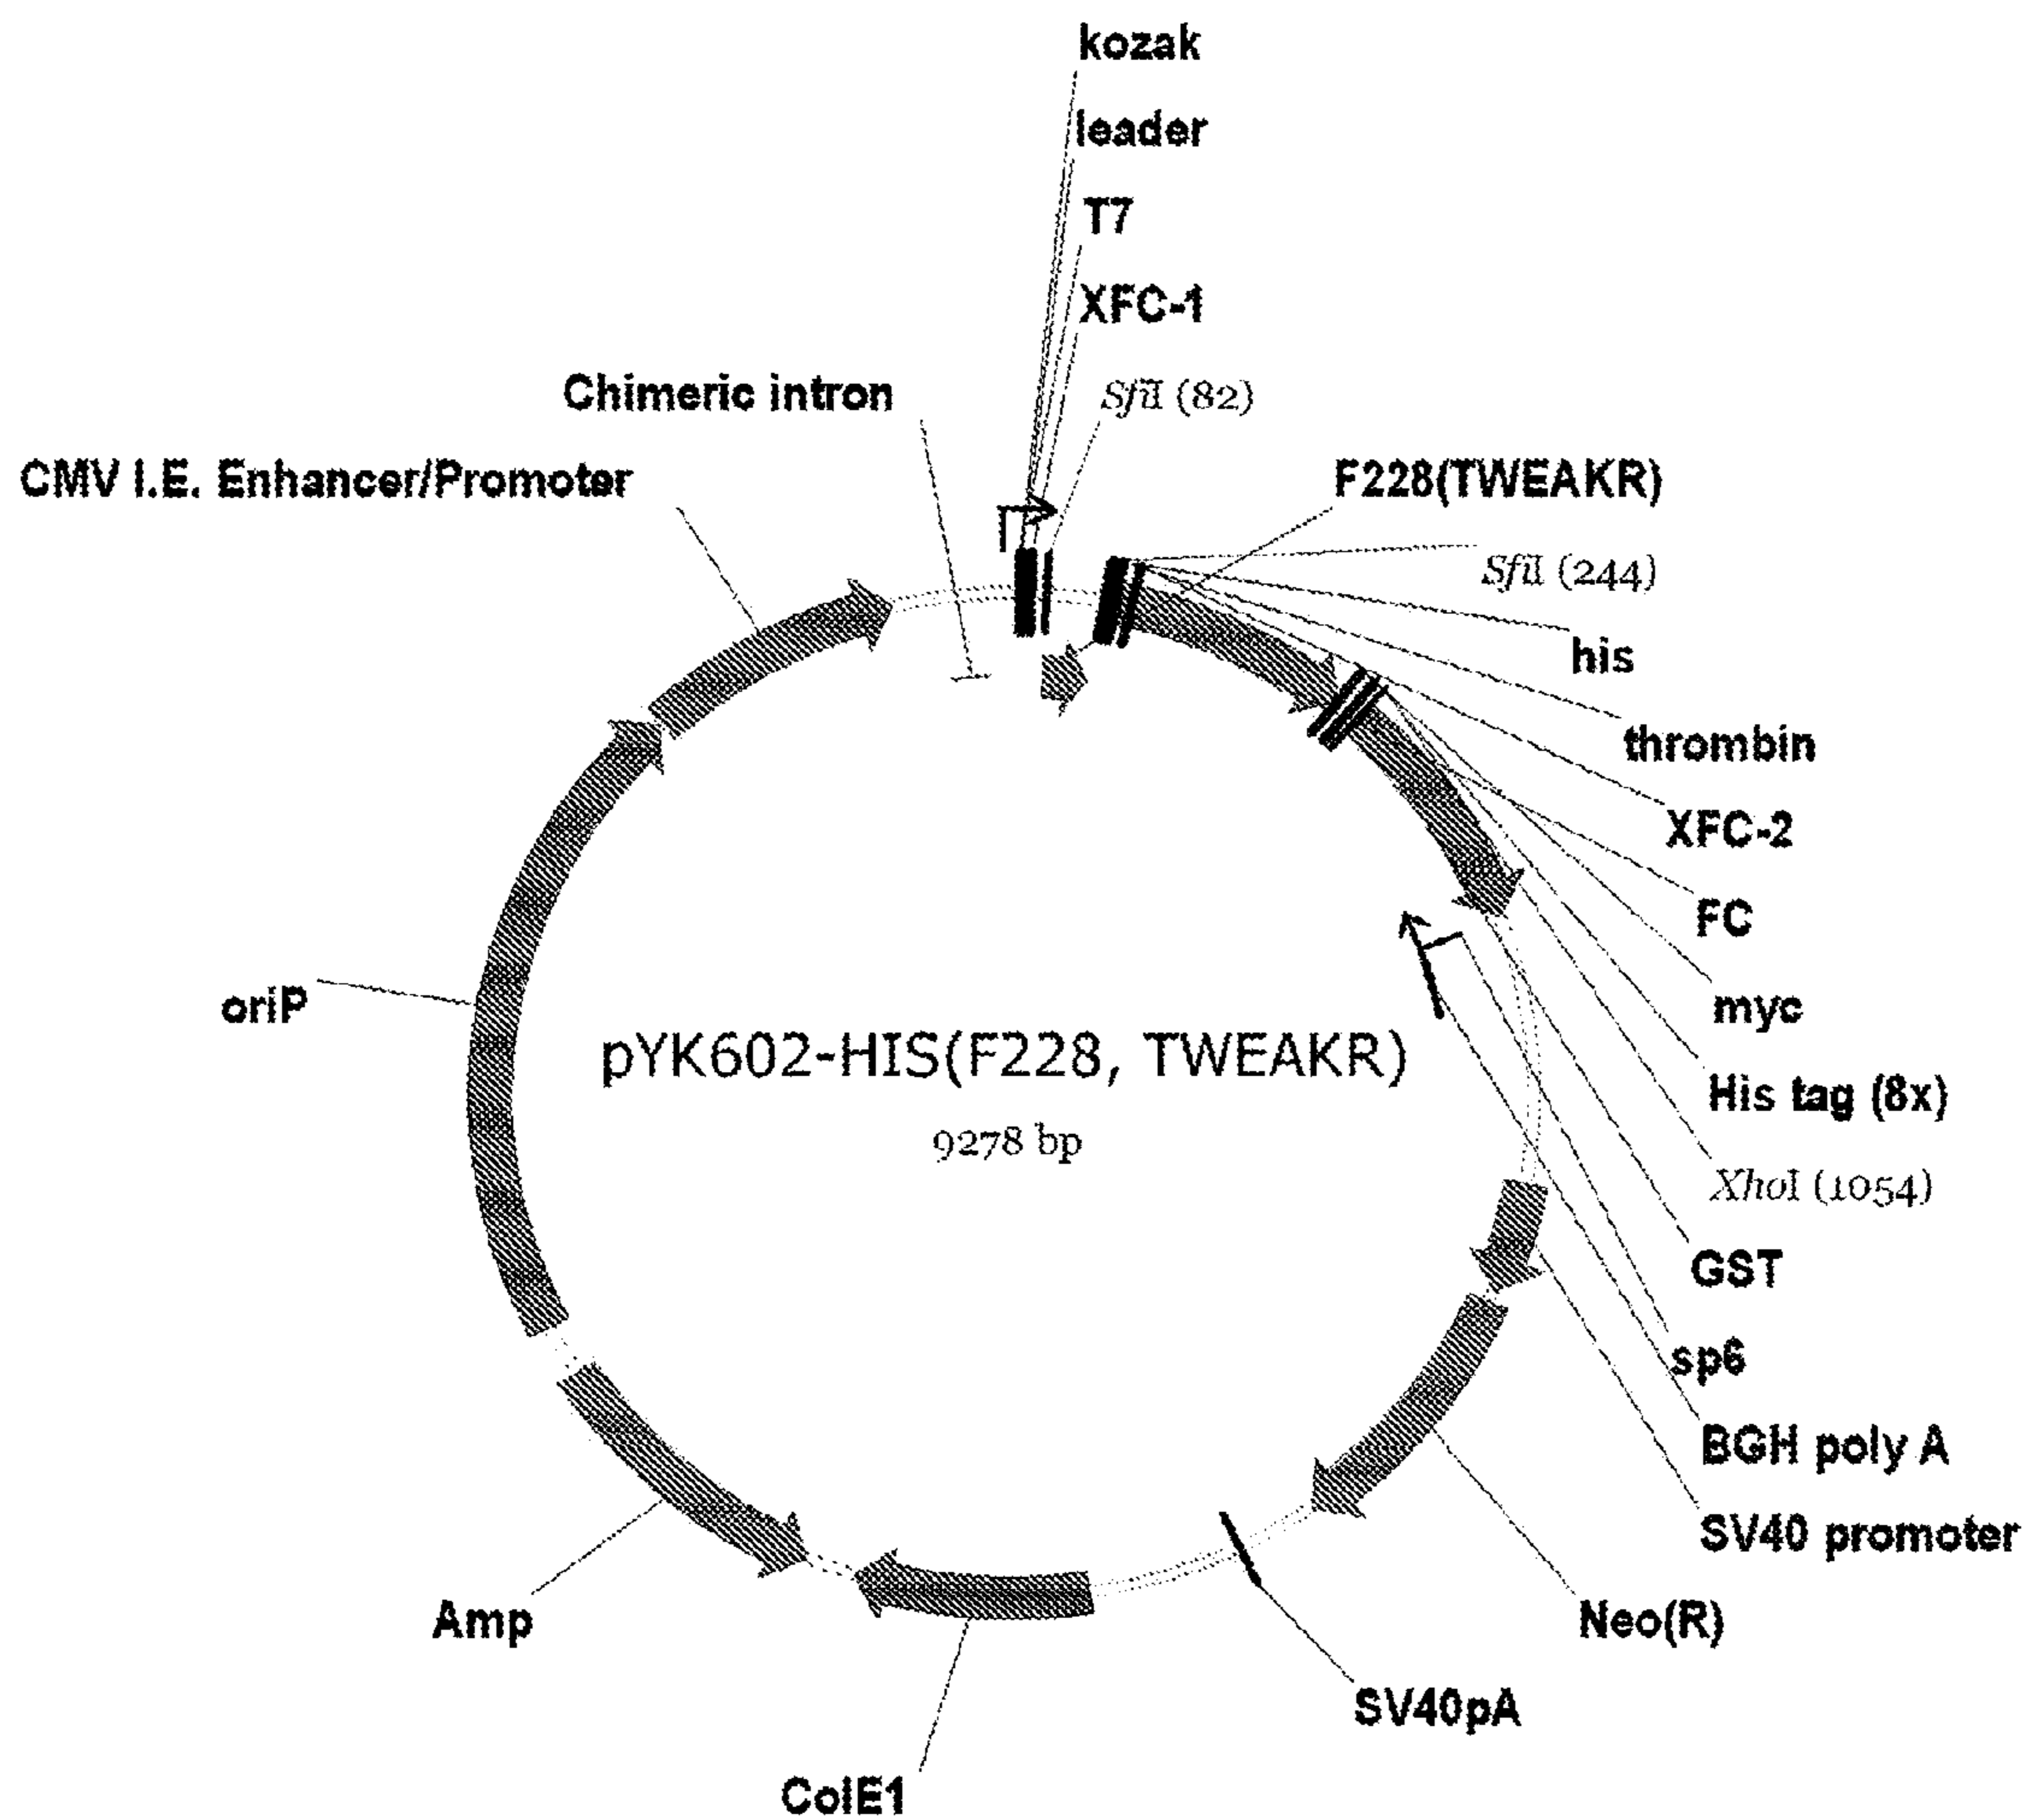 kozak
leader
T7
XFC-1
SfiI (82)
Chimeric intron
CMV I.E. Enhancer/Promoter
F228(TWEAKR)
SfiI (244)
his
thrombin
XFC-2
FC
myc
His tag (8x)
XhoI (1054)
GST
sp6
BGH poly A
SV40 promoter
Neo(R)
SV40pA
ColE1
Amp
oriP
pYK602-HIS(F228, TWEAKR)
9278 bp